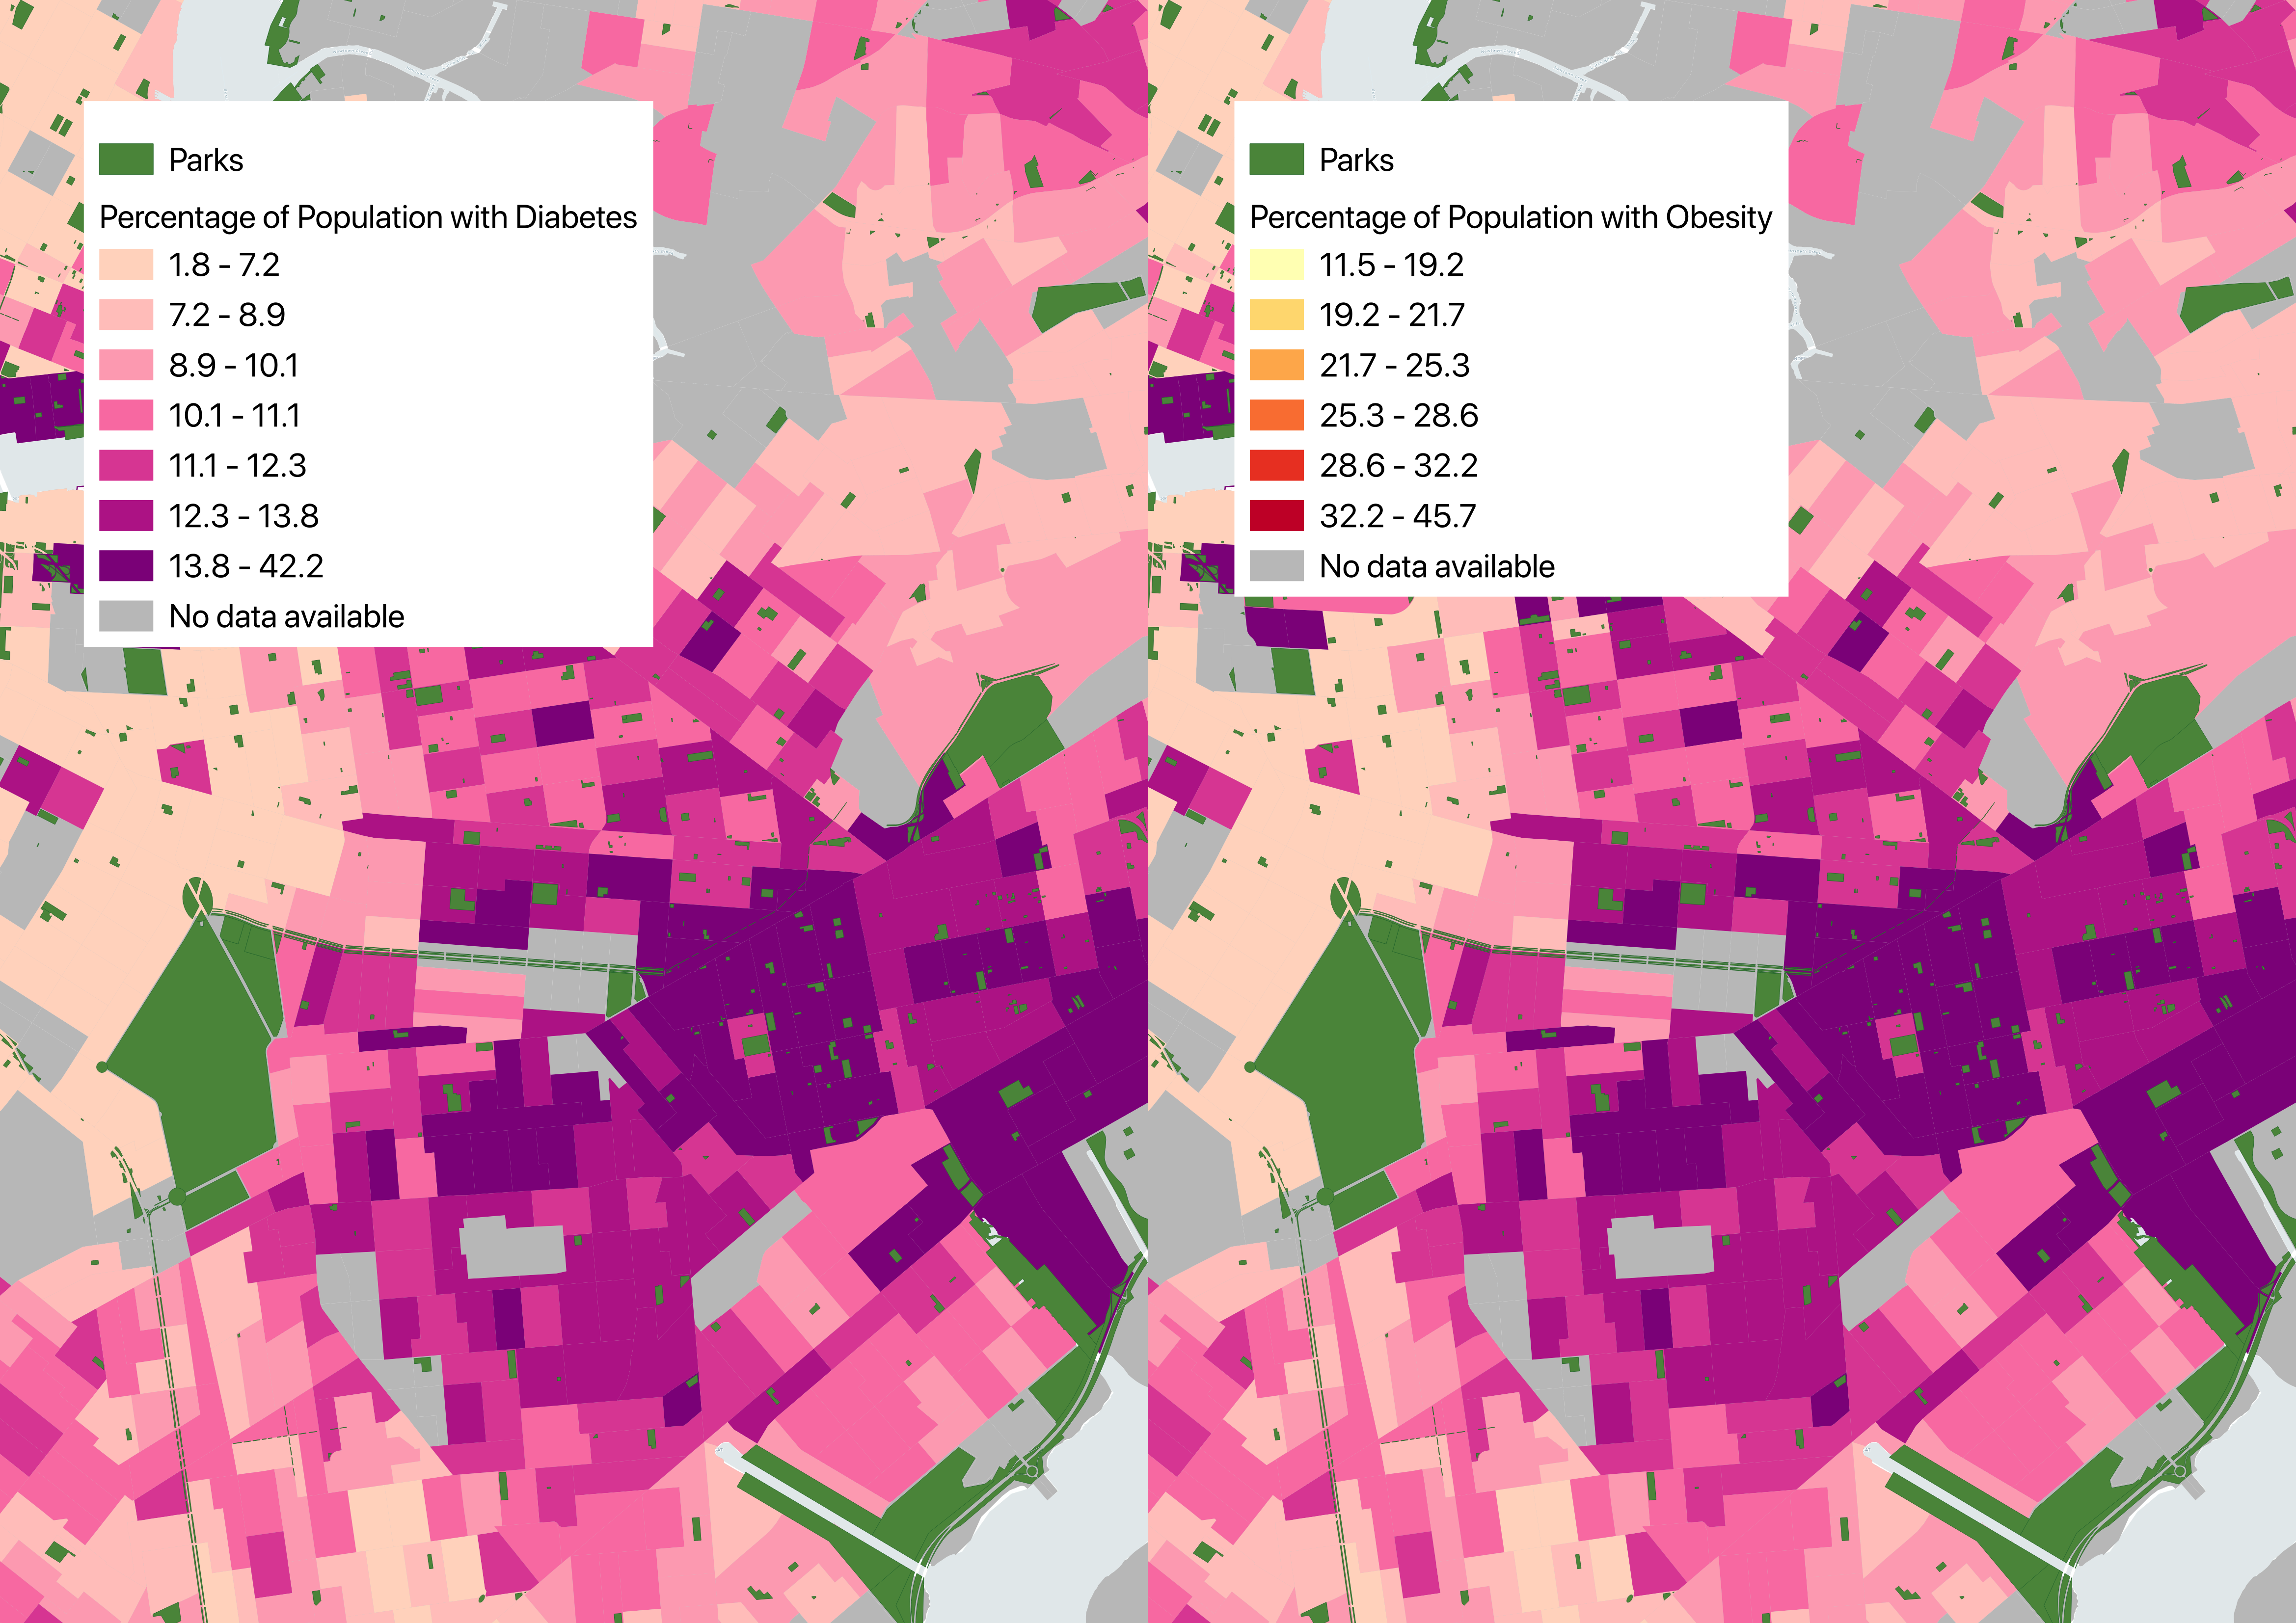 Parks
Percentage of Population with Diabetes
1.8 - 7.2
7.2 - 8.9
8.9 - 10.1
10.1 - 11.1
11.1 - 12.3
12.3 - 13.8
13.8 - 42.2
No data available
Parks
Percentage of Population with Obesity
11.5 - 19.2
19.2 - 21.7
21.7 - 25.3
25.3 - 28.6
28.6 - 32.2
32.2 - 45.7
No data available